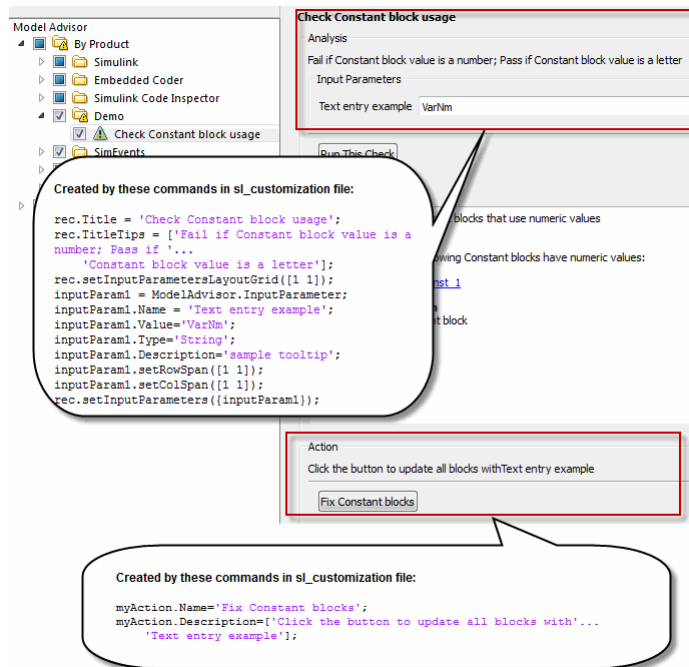 Model Advisor
By Product
Simulink
Embedded Coder
Simulink Code Inspector
Demo
Check Constant block usage
SimEvents
Check Constant block usage
Analysis
Fail if Constant block value is a number; Pass if Constant block value is a letter
Input Parameters
Text entry example VarNm
Run This Check
blocks that use numeric values
owing Constant blocks have numeric values:
nst_1
block
Created by these commands in sl_customization file:
rec.Title = 'Check Constant block usage';
rec.TitleTips = ['Fail if Constant block value is a
number; Pass if '...
'Constant block value is a letter'];
rec.setInputParametersLayoutGrid([1 1]);
inputParam1 = ModelAdvisor.InputParameter;
inputParam1.Name = 'Text entry example';
inputParam1.Value='VarNm';
inputParam1.Type='String';
inputParam1.Description='sample tooltip';
inputParam1.setRowSpan([1 1]);
inputParam1.setColSpan([1 1]);
rec.setInputParameters({inputParam1});
Action
Click the button to update all blocks withText entry example
Fix Constant blocks
Created by these commands in sl_customization file:
myAction.Name='Fix Constant blocks';
myAction.Description=['Click the button to update all blocks with'...
'Text entry example'];